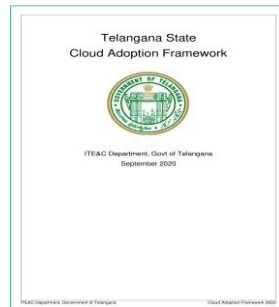 Telangana State
Cloud Adoption Framework
GOVERNMENT OF TELANGANA
ITE&C Department, Govt of Telangana
September 2020
ITE&C Department, Government of Telangana
Cloud Adoption Framework 2020